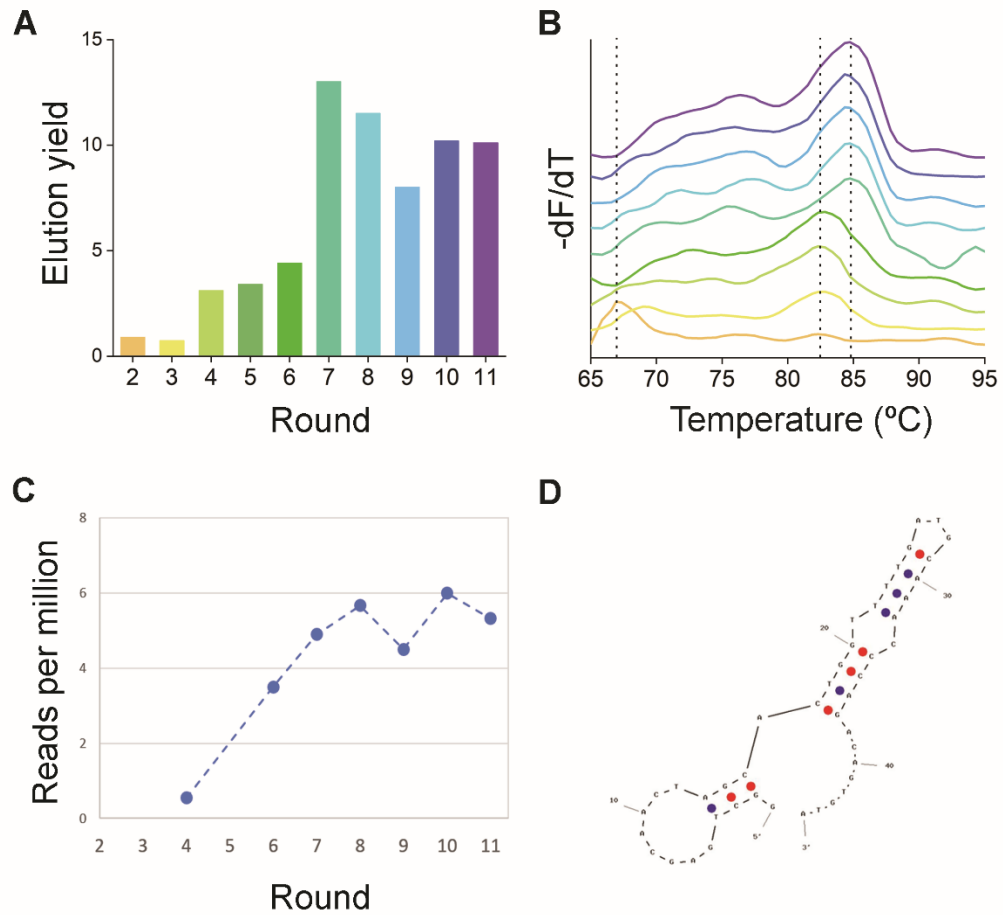 A
15
10
5
0
Elution yield
2 3 4 5 6 7 8 9 10 11
Round
B
-dF/dT
65 70 75 80 85 90 95
Temperature (ºC)
C
8
6
4
2
0
Reads per million
2 3 4 5 6 7 8 9 10 11
Round
D
A T
G G
T C
T A
T A
30
20 T A
G C
G C
T C
C A
A G
A
C
A
40
G
T
G
T
A
3'
10
A C T A G C
A T C G G
C G A G
5'